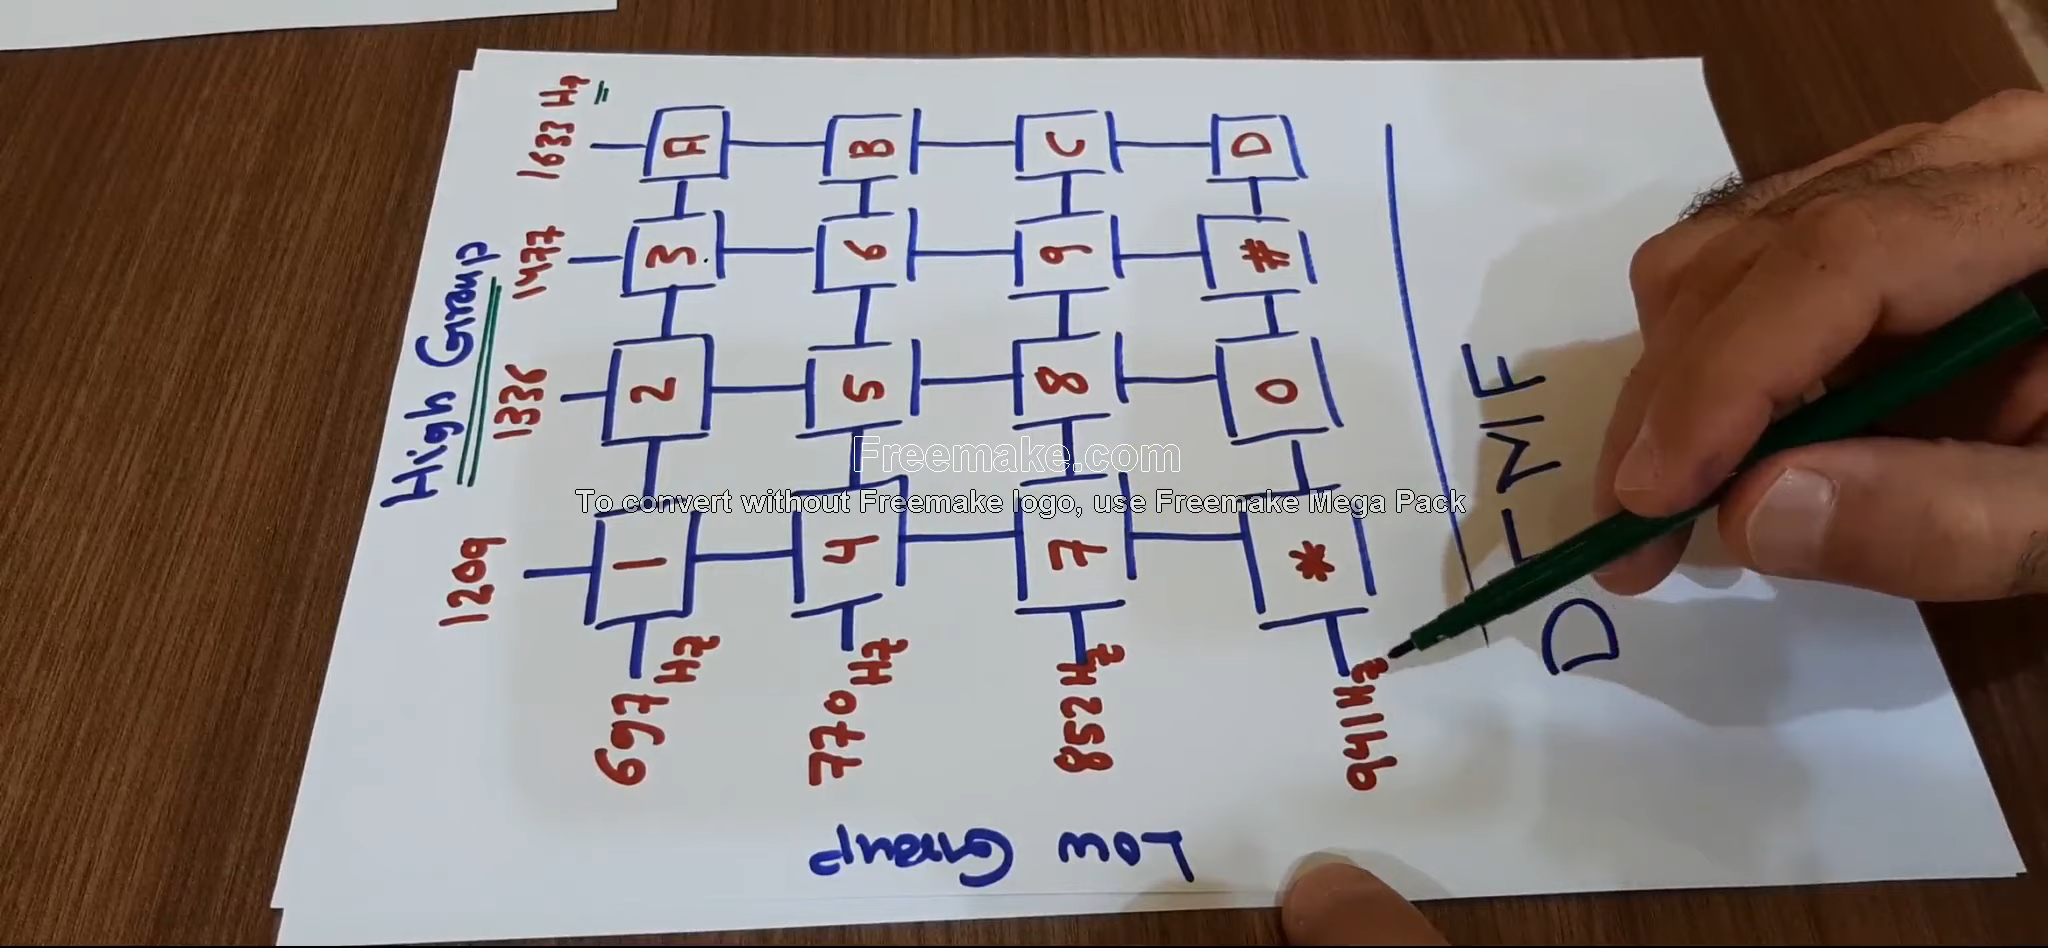 High Group
1209 1336 1477 1633 Hz
697 Hz 1 2 3 A
770 Hz 4 5 6 B
852 Hz 7 8 9 C
941 Hz * 0 # D
Low Group
DTMF
Freemake.com
To convert without Freemake logo, use Freemake Mega Pack